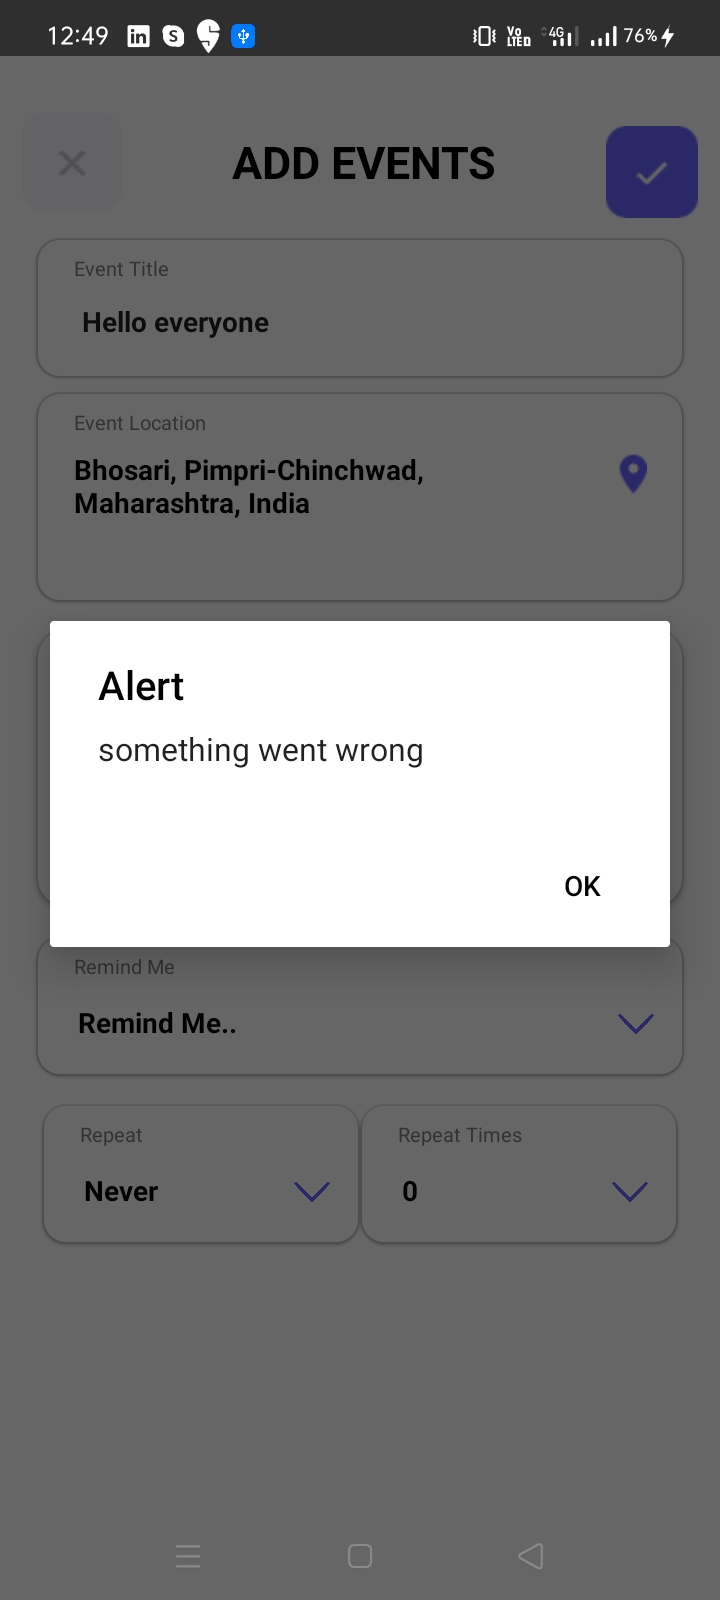 12:49
Vo LTED 4G 76%
ADD EVENTS
Event Title
Hello everyone
Event Location
Bhosari, Pimpri-Chinchwad,
Maharashtra, India
Alert
something went wrong
OK
Remind Me
Remind Me..
Repeat
Repeat Times
Never
0